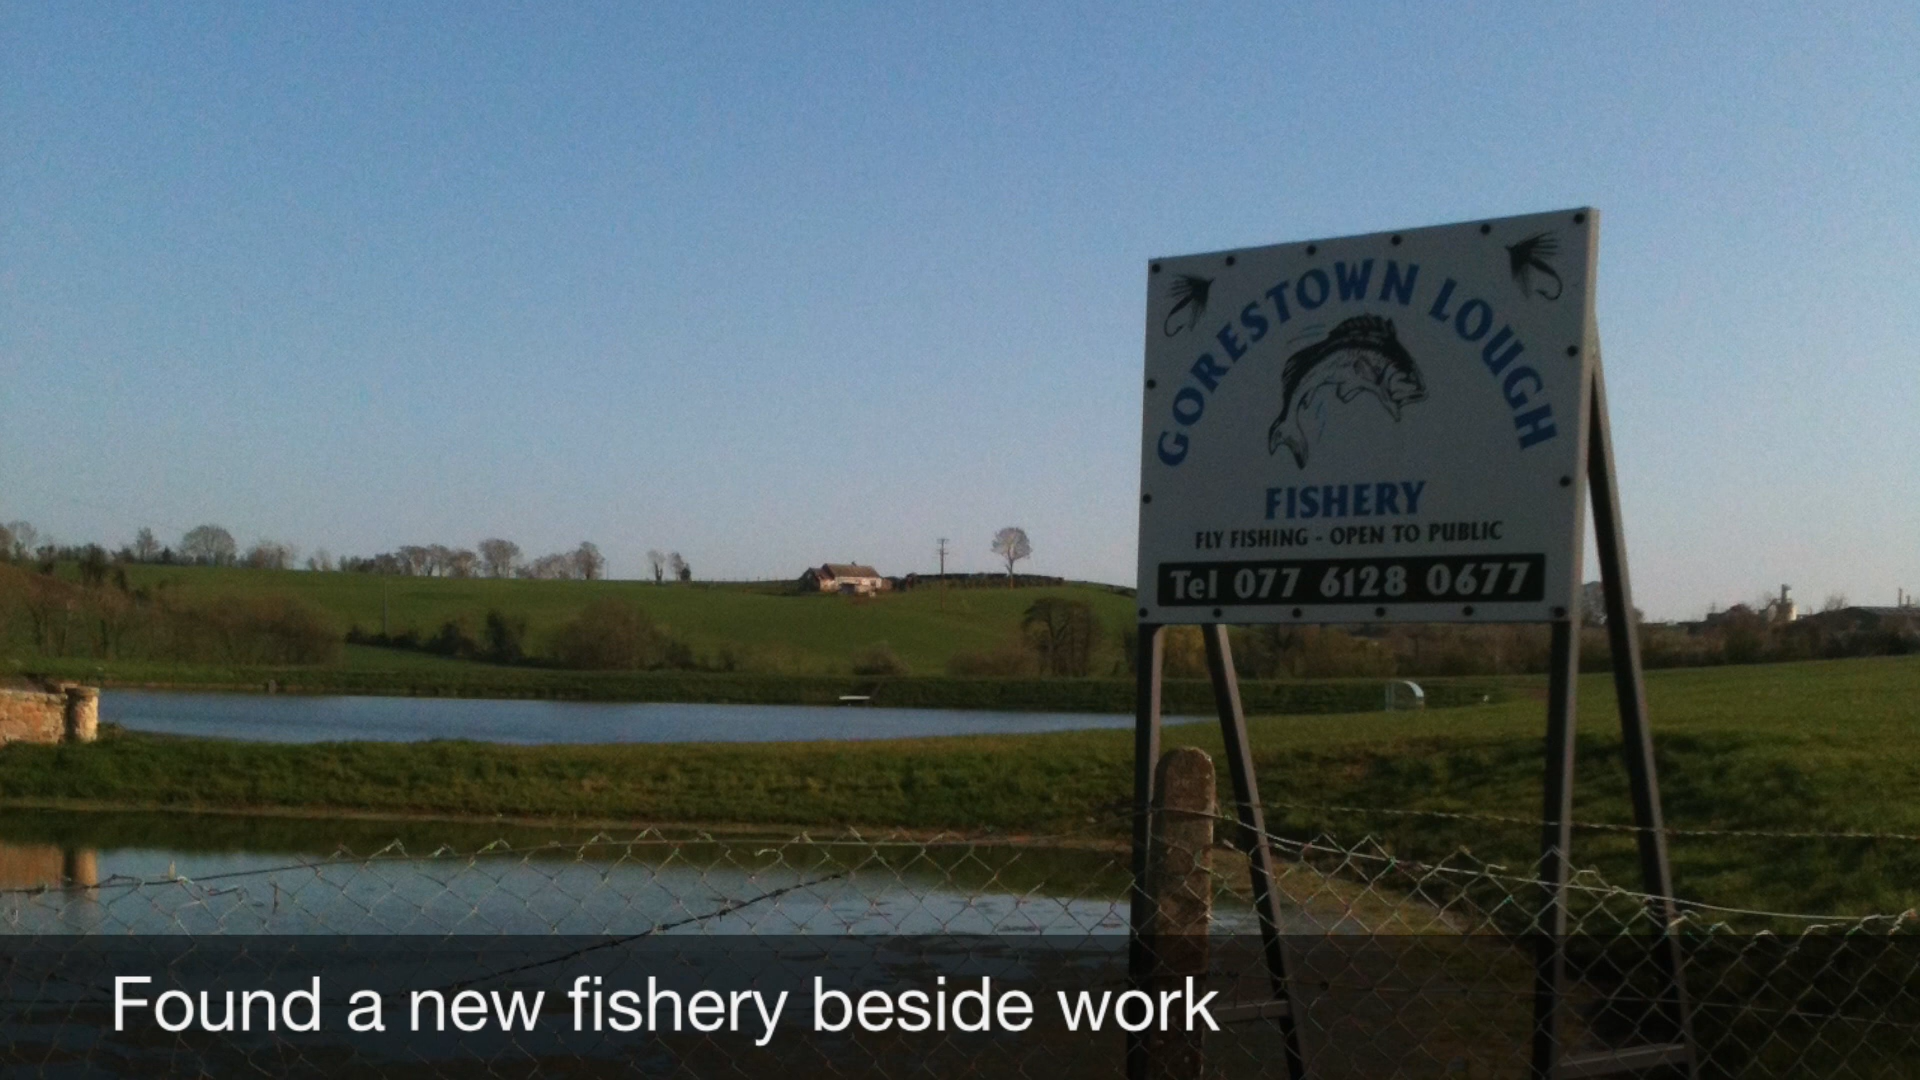 GORESTOWN LOUGH
FISHERY
FLY FISHING - OPEN TO PUBLIC
Tel 077 6128 0677
Found a new fishery beside work